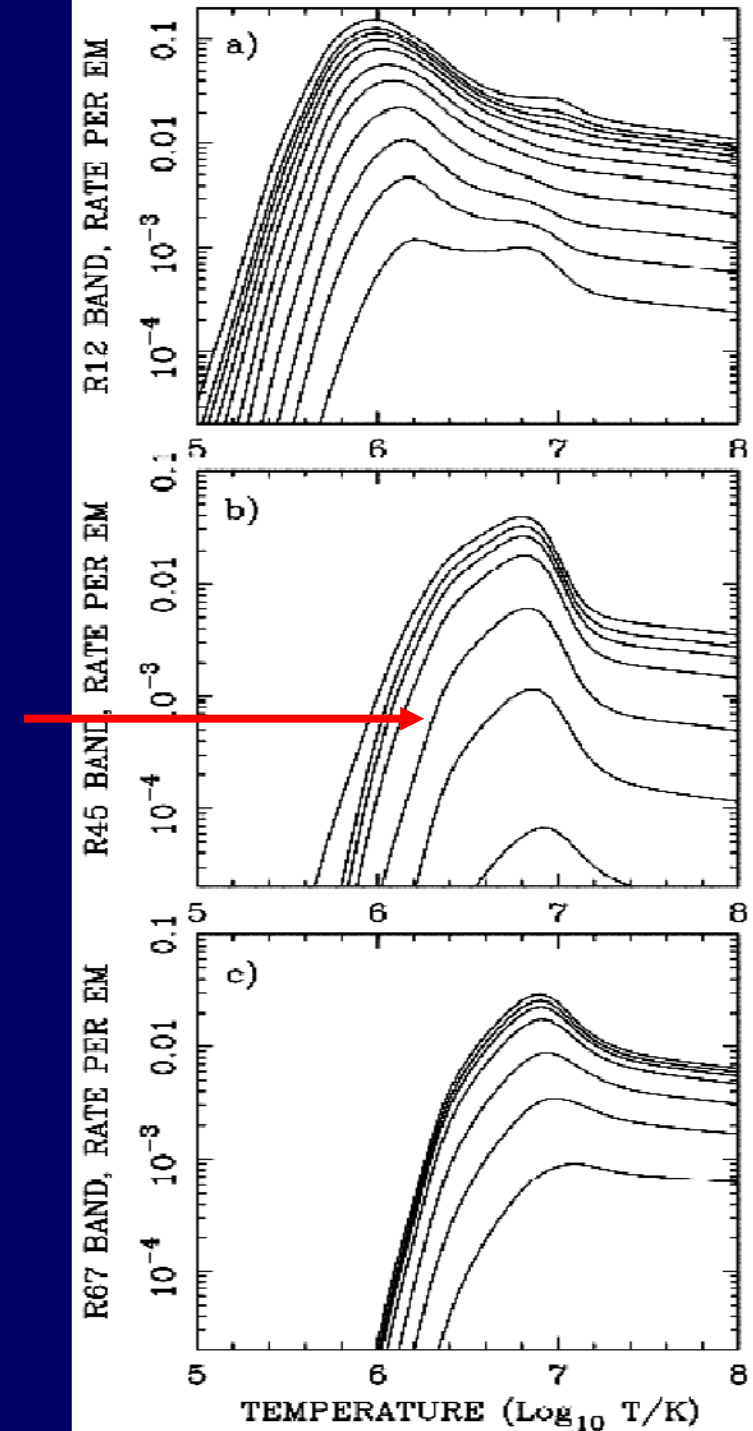 R12 BAND, RATE PER EM
0.1
0.01
10⁻³
10⁻⁴
a)
5 6 7 8
R45 BAND, RATE PER EM
0.1
0.01
0⁻³
10⁻⁴
b)
5 6 7 8
R67 BAND, RATE PER EM
0.1
0.01
10⁻³
10⁻⁴
c)
5 6 7 8
TEMPERATURE (Log₁₀ T/K)